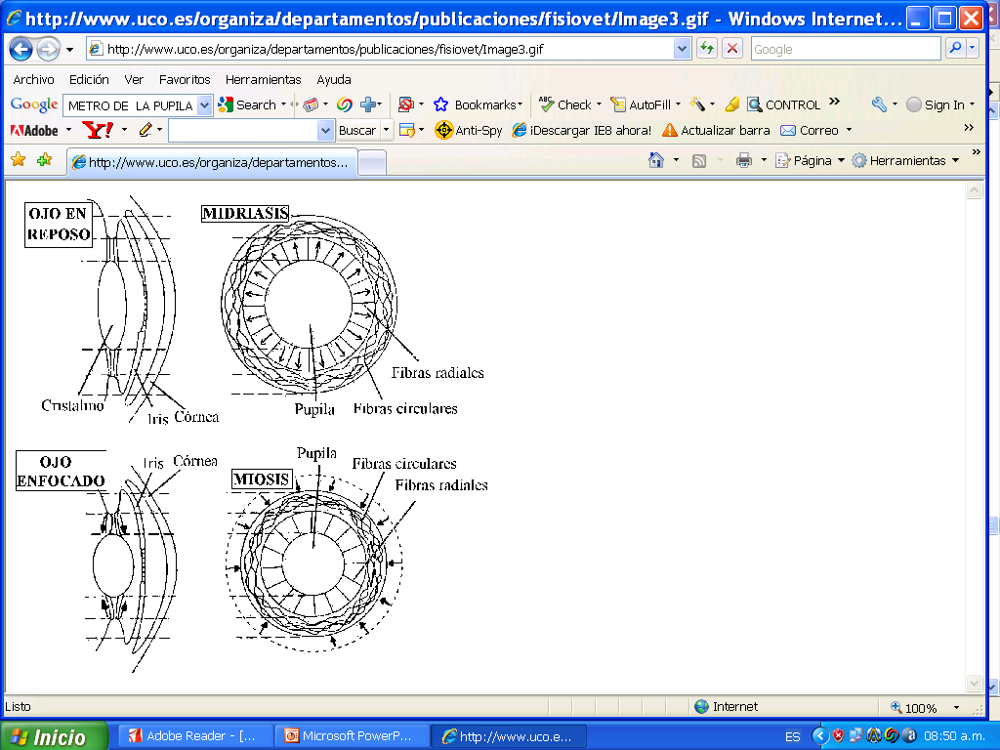 http://www.uco.es/organiza/departamentos/publicaciones/fisiovet/Image3.gif - Windows Internet...
http://www.uco.es/organiza/departamentos/publicaciones/fisiovet/Image3.gif
Google
Archivo Edición Ver Favoritos Herramientas Ayuda
Google METRO DE LA PUPILA Search Bookmarks ABC Check AutoFill CONTROL » Sign In
Adobe Y! Buscar Anti-Spy ¡Descargar IE8 ahora! Actualizar barra Correo »
http://www.uco.es/organiza/departamentos... Página Herramientas »
OJO EN
REPOSO
MIDRIASIS
Fibras radiales
Cristalino
Iris Córnea
Pupila
Fibras circulares
OJO
ENFOCADO
Iris Córnea
MIOSIS
Pupila
Fibras circulares
Fibras radiales
Listo Internet 100%
Inicio Adobe Reader - [... Microsoft PowerP... http://www.uco.e... ES 08:50 a.m.